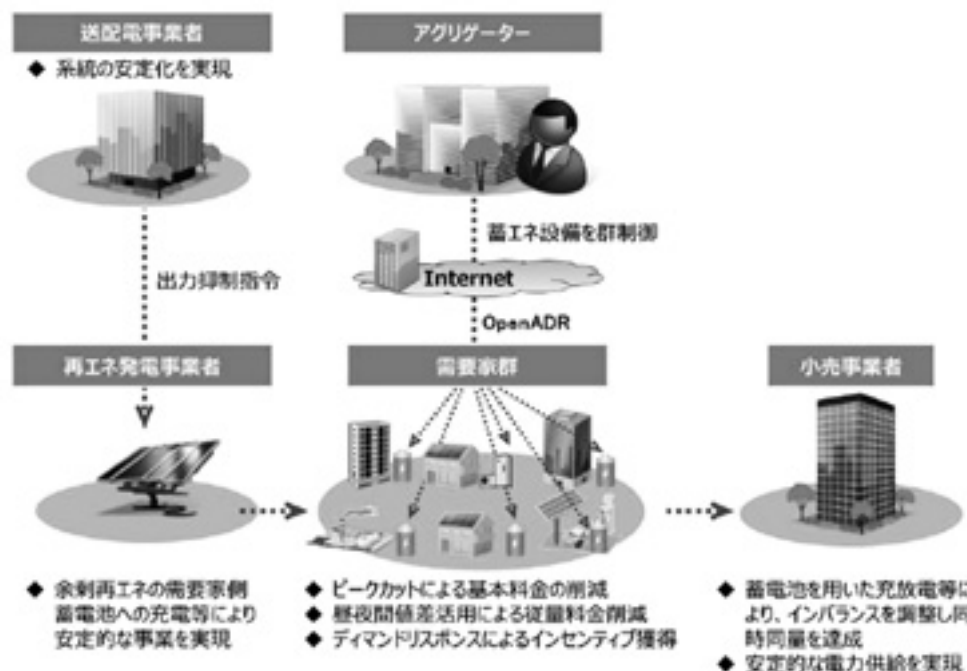 送配電事業者
◆ 系統の安定化を実現
アグリゲーター
蓄エネ設備を群制御
Internet
OpenADR
出力抑制指令
再エネ発電事業者
需要家群
小売事業者
◆ 余剰再エネの需要家側
蓄電池への充電等により
安定的な事業を実現
◆ ピークカットによる基本料金の削減
◆ 昼夜間値差活用による従量料金削減
◆ ディマンドリスポンスによるインセンティブ獲得
◆ 蓄電池を用いた充放電等に
より、インバランスを調整し同
時同量を達成
◆ 安定的な電力供給を実現